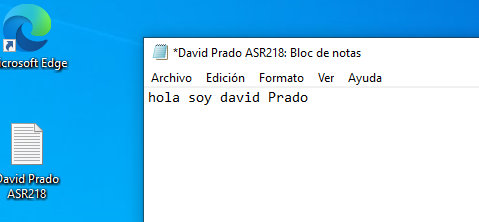 icrosoft Edge
David Prado
ASR218
*David Prado ASR218: Bloc de notas
Archivo Edición Formato Ver Ayuda
hola soy david Prado